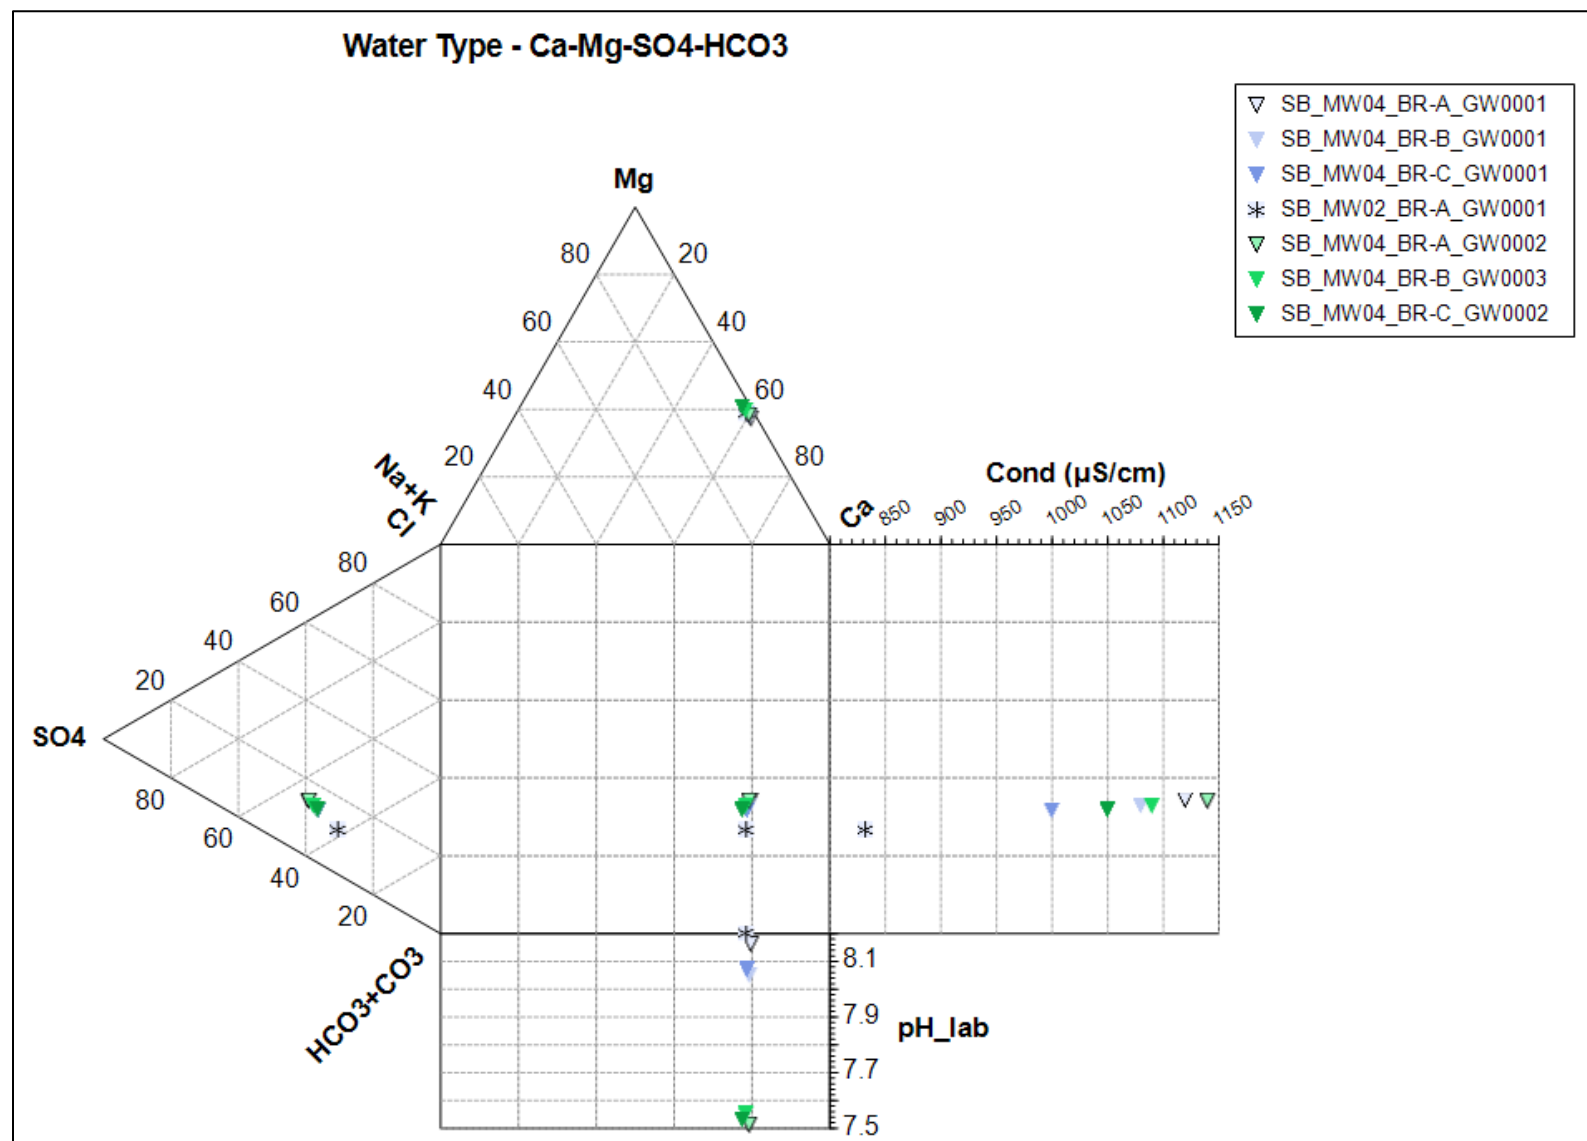 Water Type - Ca-Mg-SO4-HCO3
SB_MW04_BR-A_GW0001
SB_MW04_BR-B_GW0001
SB_MW04_BR-C_GW0001
SB_MW02_BR-A_GW0001
SB_MW04_BR-A_GW0002
SB_MW04_BR-B_GW0003
SB_MW04_BR-C_GW0002
Mg
80 20
60 40
40 60
20 80
Na+K
Cl
Ca
Cond (µS/cm)
850 900 950 1000 1050 1100 1150
80
60
40
20
SO4
80
60
40
20
HCO3+CO3
8.1
7.9
pH_lab
7.7
7.5